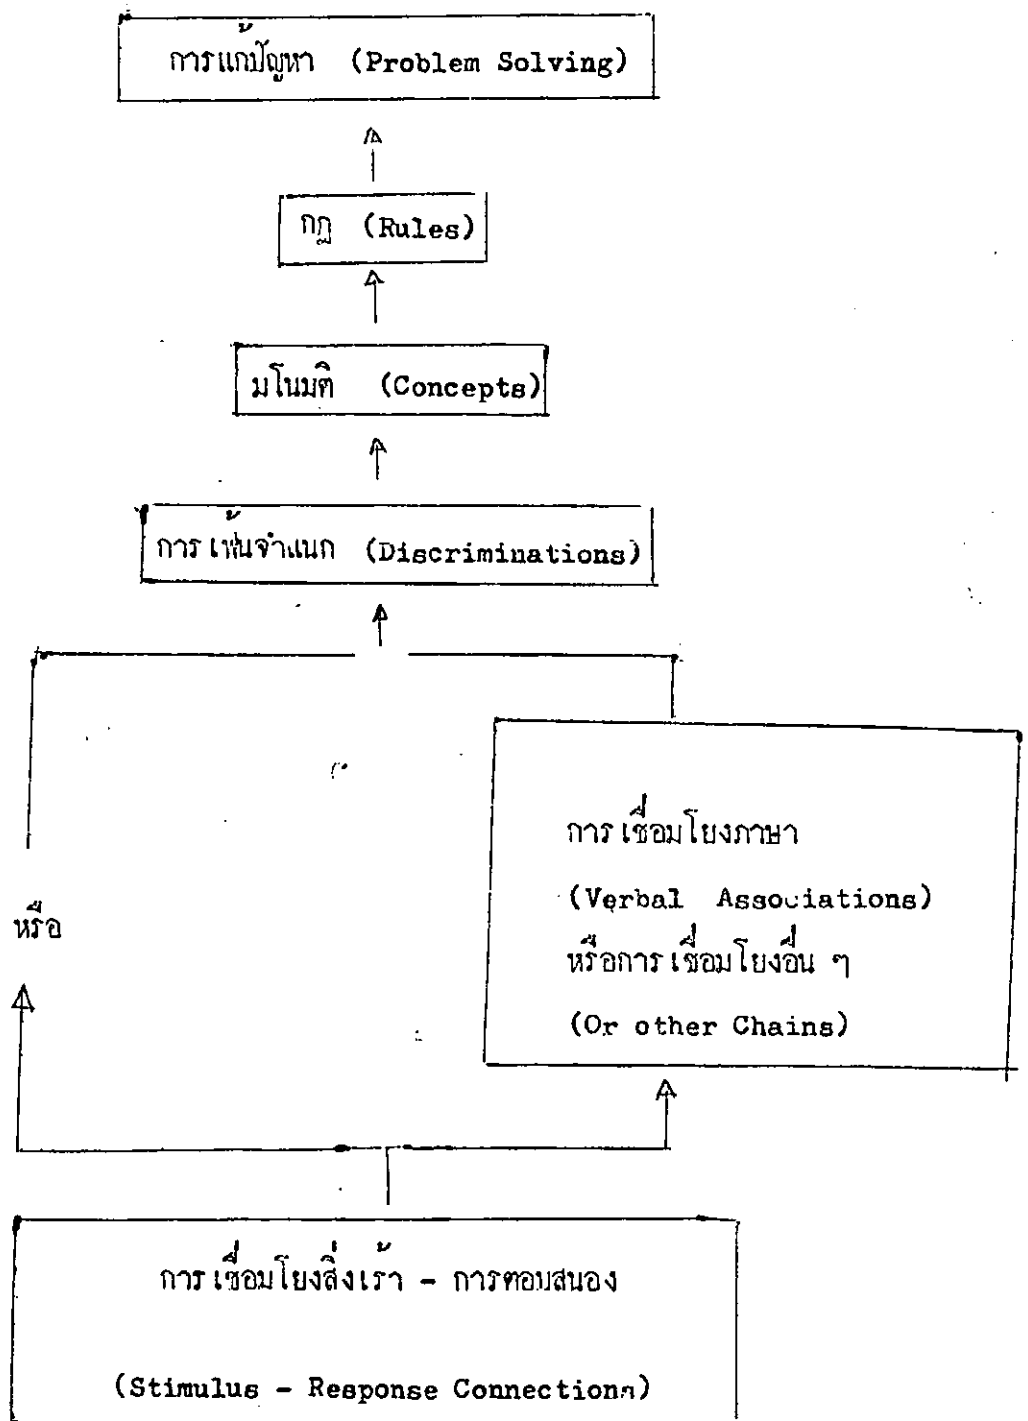 การแก้ปัญหา (Problem Solving)
กฎ (Rules)
มโนมติ (Concepts)
การเฟ้นจำแนก (Discriminations)
การเชื่อมโยงภาษา
(Verbal Associations)
หรือ
หรือการเชื่อมโยงอื่น ๆ
(Or other Chains)
การเชื่อมโยงสิ่งเร้า - การตอบสนอง
(Stimulus - Response Connections)